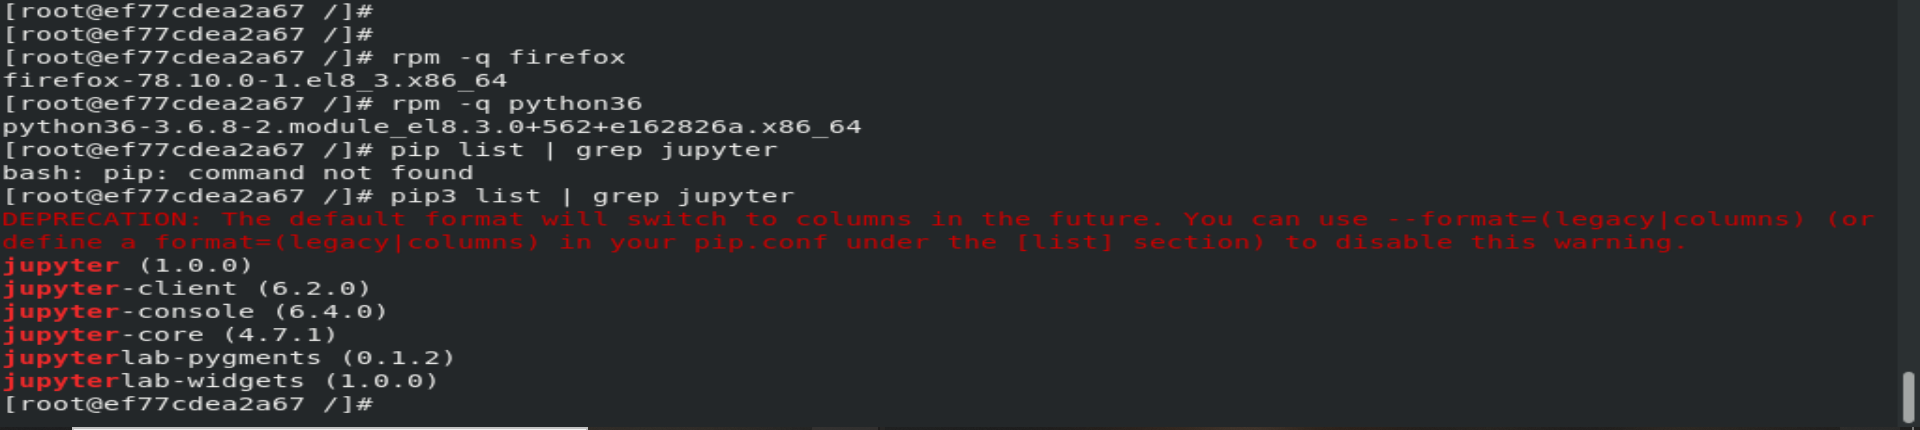 [root@ef77cdea2a67 /]#
[root@ef77cdea2a67 /]#
[root@ef77cdea2a67 /]# rpm -q firefox
firefox-78.10.0-1.el8_3.x86_64
[root@ef77cdea2a67 /]# rpm -q python36
python36-3.6.8-2.module_el8.3.0+562+e162826a.x86_64
[root@ef77cdea2a67 /]# pip list | grep jupyter
bash: pip: command not found
[root@ef77cdea2a67 /]# pip3 list | grep jupyter
DEPRECATION: The default format will switch to columns in the future. You can use --format=(legacy|columns) (or
define a format=(legacy|columns) in your pip.conf under the [list] section) to disable this warning.
jupyter (1.0.0)
jupyter-client (6.2.0)
jupyter-console (6.4.0)
jupyter-core (4.7.1)
jupyterlab-pygments (0.1.2)
jupyterlab-widgets (1.0.0)
[root@ef77cdea2a67 /]#